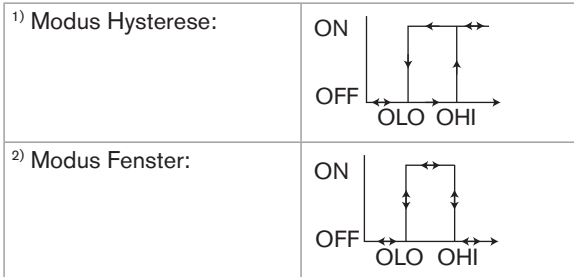 1) Modus Hysterese:
ON
OFF
OLO OHI
2) Modus Fenster:
ON
OFF
OLO OHI